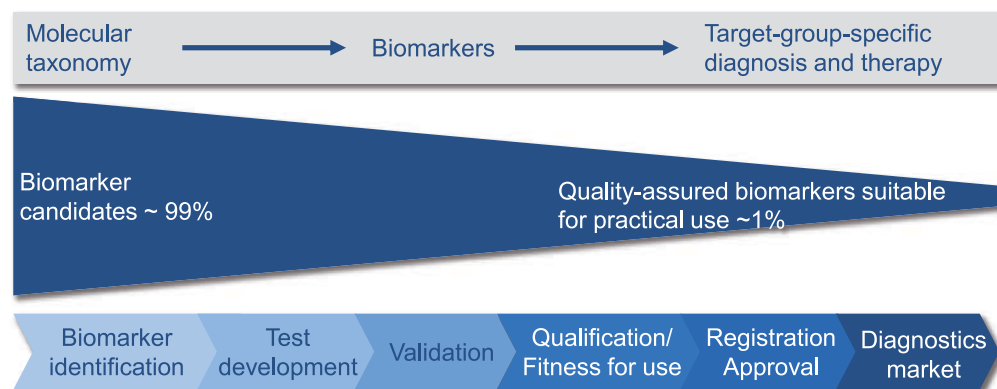 Molecular
taxonomy
Biomarkers
Target-group-specific
diagnosis and therapy
Biomarker
candidates ~ 99%
Quality-assured biomarkers suitable
for practical use ~1%
Biomarker
identification
Test
development
Validation
Qualification/
Fitness for use
Registration
Approval
Diagnostics
market